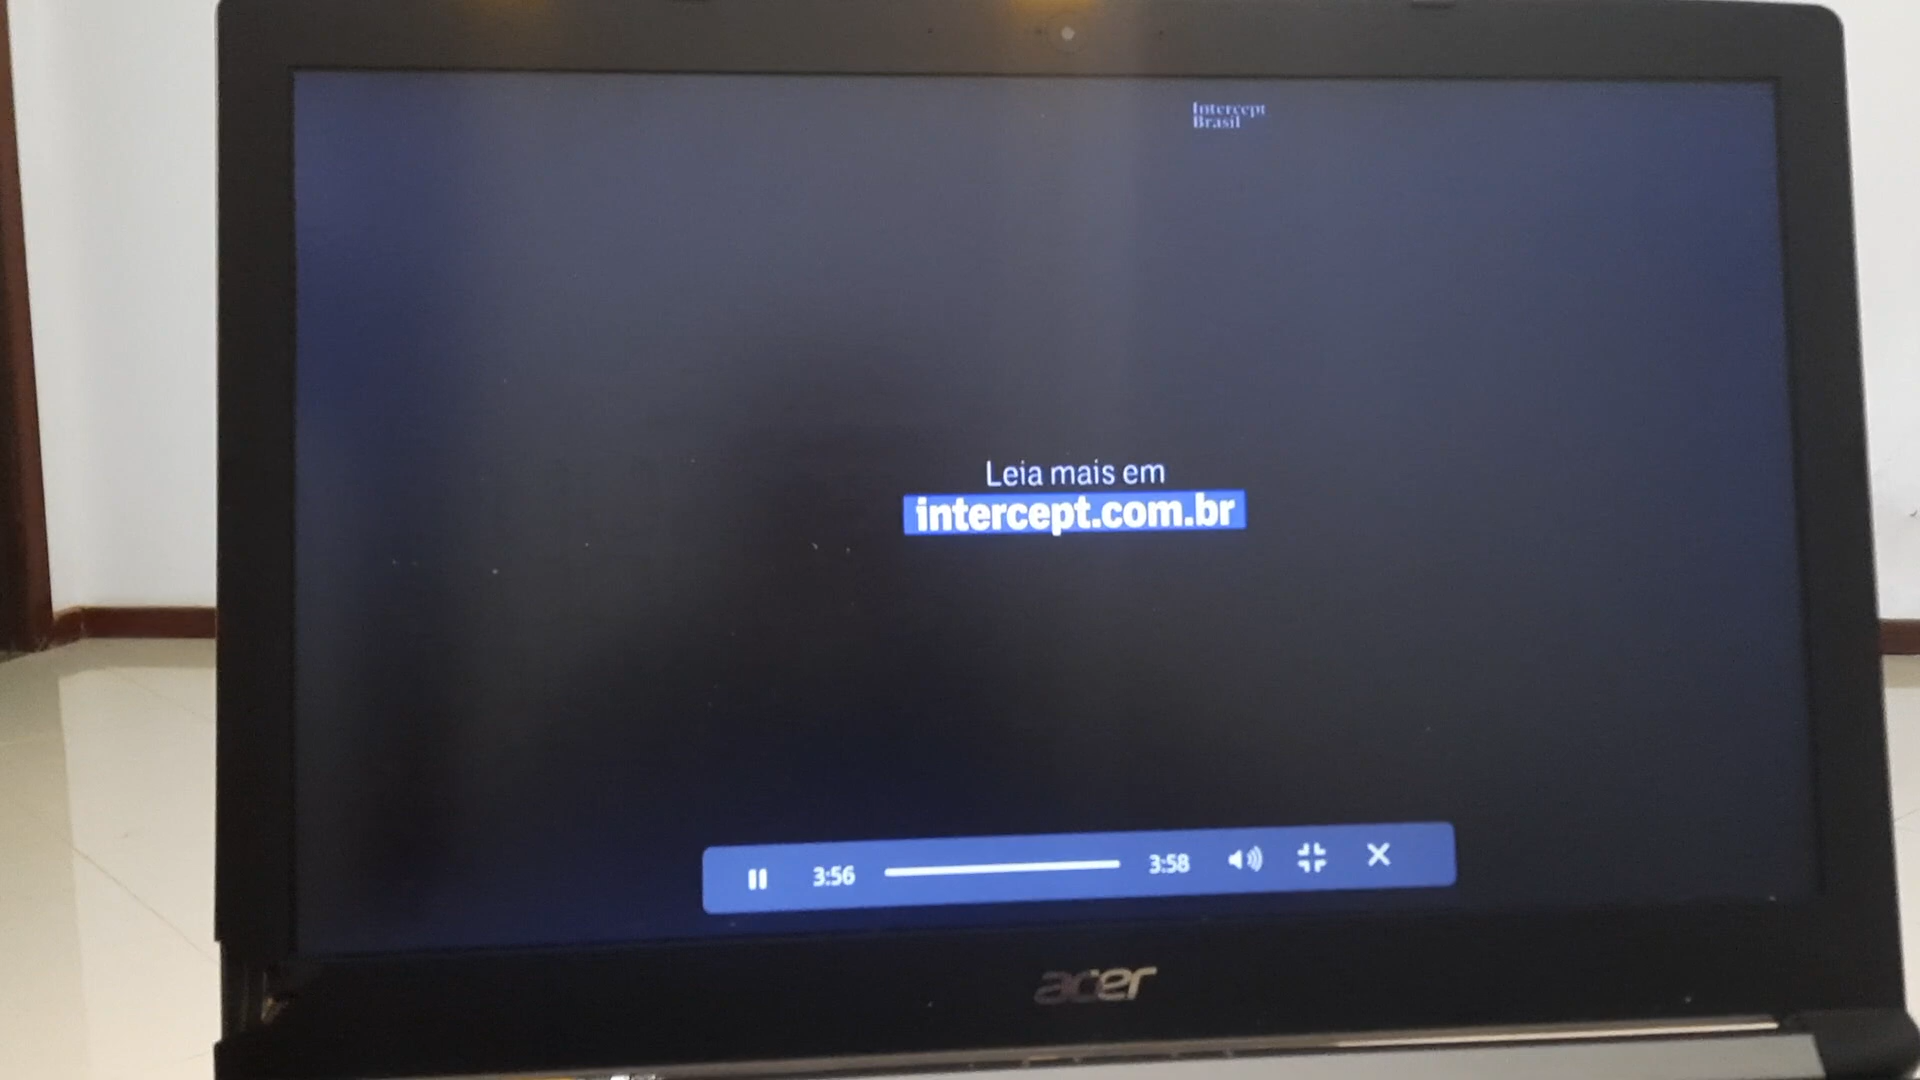 Intercept
Brasil
Leia mais em
intercept.com.br
3:56
3:58
acer